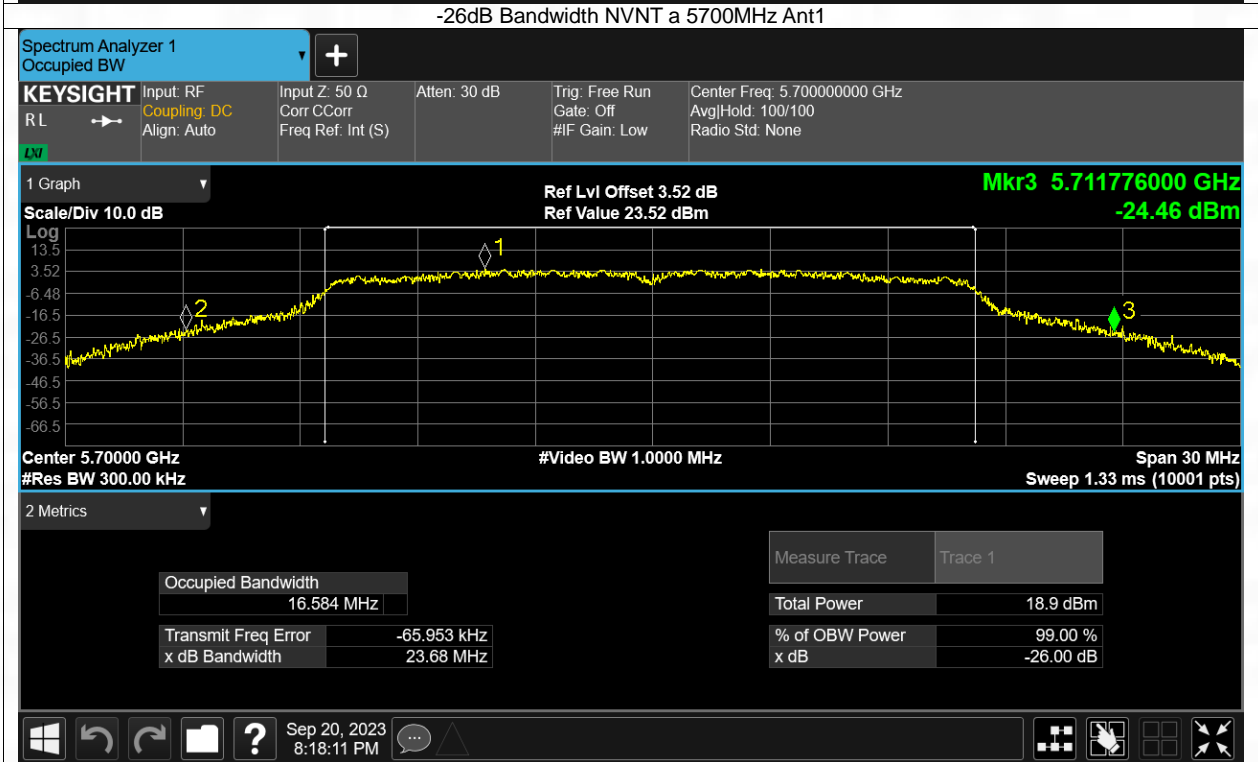 -26dB Bandwidth NVNT a 5700MHz Ant1
Spectrum Analyzer 1
Occupied BW
+
KEYSIGHT
RL
LXI
Input: RF
Coupling: DC
Align: Auto
Input Z: 50 Ω
Corr CCorr
Freq Ref: Int (S)
Atten: 30 dB
Trig: Free Run
Gate: Off
#IF Gain: Low
Center Freq: 5.700000000 GHz
Avg|Hold: 100/100
Radio Std: None
1 Graph
Scale/Div 10.0 dB
Ref Lvl Offset 3.52 dB
Ref Value 23.52 dBm
Mkr3 5.711776000 GHz
-24.46 dBm
Log
13.5
3.52
-6.48
-16.5
-26.5
-36.5
-46.5
-56.5
-66.5
1
2
3
Center 5.70000 GHz
#Video BW 1.0000 MHz
Span 30 MHz
#Res BW 300.00 kHz
Sweep 1.33 ms (10001 pts)
2 Metrics
Measure Trace Trace 1
Occupied Bandwidth
16.584 MHz
Total Power 18.9 dBm
Transmit Freq Error -65.953 kHz
% of OBW Power 99.00 %
x dB Bandwidth 23.68 MHz
x dB -26.00 dB
?
Sep 20, 2023
8:18:11 PM